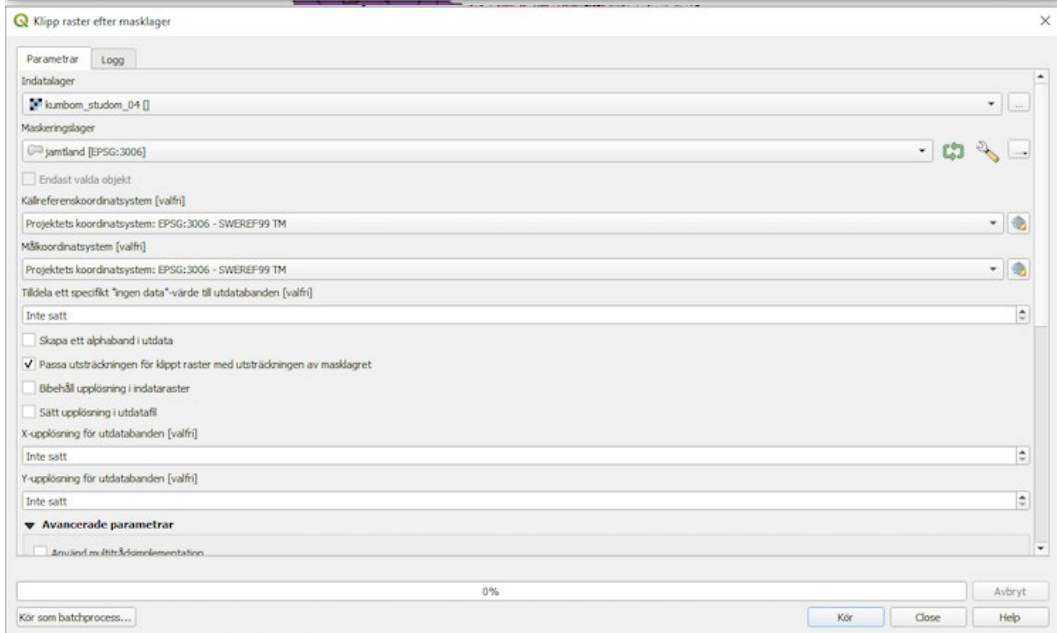 Klipp raster efter masklager
Parametrar
Logg
Indatalager
kumbom_studom_04 []
...
Maskeringslager
jamtland [EPSG:3006]
...
Endast valda objekt
Källreferenskoordinatsystem [valfri]
Projektets koordinatsystem: EPSG:3006 - SWEREF99 TM
Målkoordinatsystem [valfri]
Projektets koordinatsystem: EPSG:3006 - SWEREF99 TM
Tilldela ett specifikt "ingen data"-värde till utdatabanden [valfri]
Inte satt
Skapa ett alphaband i utdata
Passa utsträckningen för klippt raster med utsträckningen av masklagret
Bibehåll upplösning i indataraster
Sätt upplösning i utdatafil
X-upplösning för utdatabanden [valfri]
Inte satt
Y-upplösning för utdatabanden [valfri]
Inte satt
Avancerade parametrar
Använd multitrådsimplementation
0%
Avbryt
Kör som batchprocess...
Kör
Close
Help